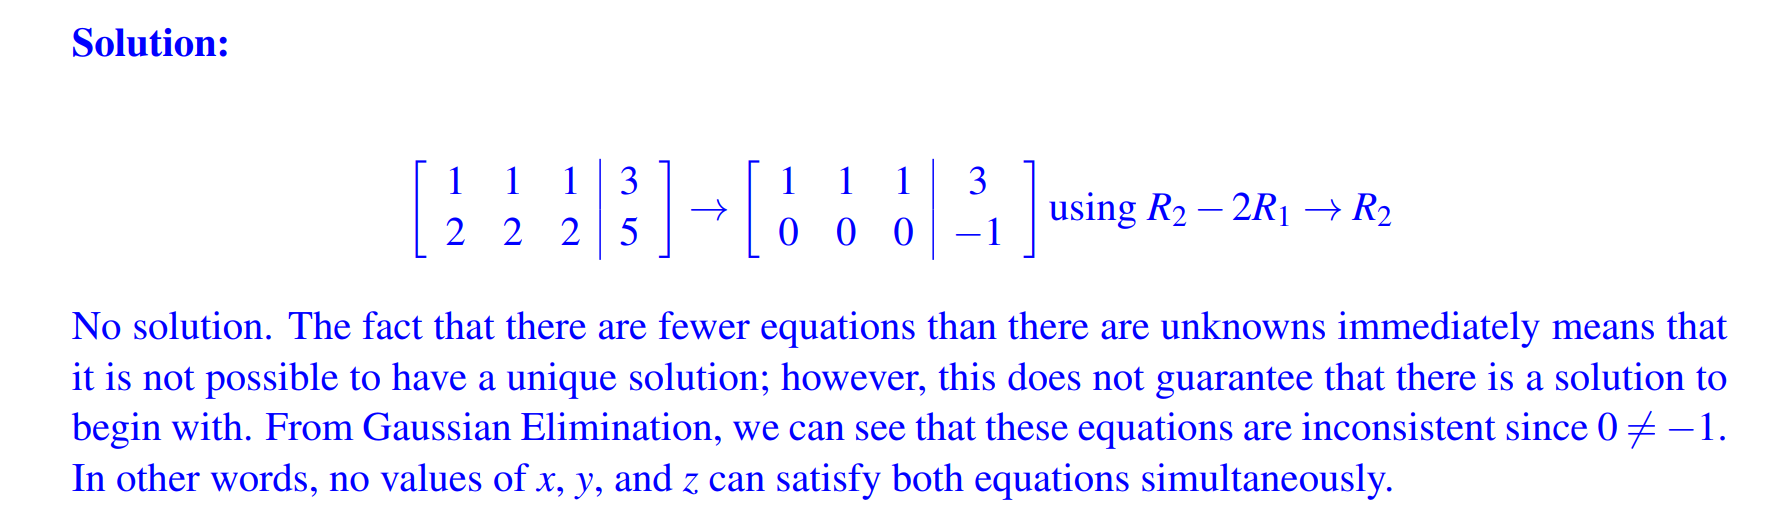 Solution:
[ 1 1 1 | 3 ; 2 2 2 | 5 ] → [ 1 1 1 | 3 ; 0 0 0 | −1 ] using R₂ − 2R₁ → R₂
No solution. The fact that there are fewer equations than there are unknowns immediately means that
it is not possible to have a unique solution; however, this does not guarantee that there is a solution to
begin with. From Gaussian Elimination, we can see that these equations are inconsistent since 0 ≠ −1.
In other words, no values of x, y, and z can satisfy both equations simultaneously.